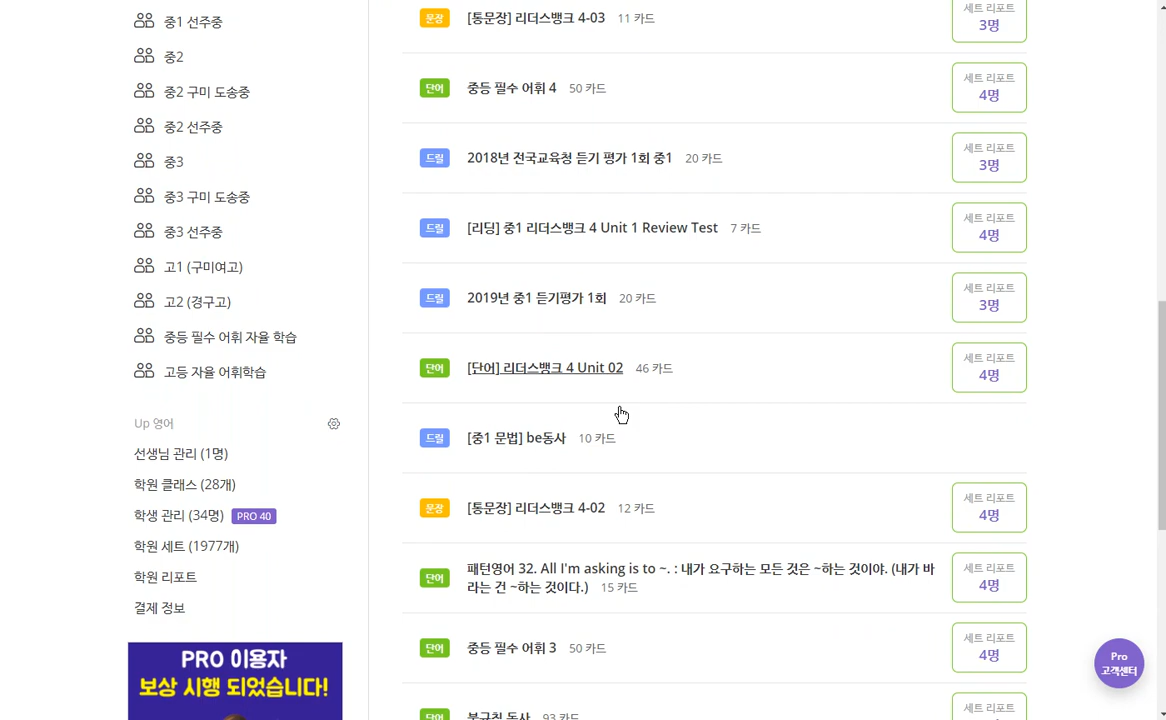 중1 선주중
중2
중2 구미 도송중
중2 선주중
중3
중3 구미 도송중
중3 선주중
고1 (구미여고)
고2 (경구고)
중등 필수 어휘 자율 학습
고등 자율 어휘학습
Up 영어
선생님 관리 (1명)
학원 클래스 (28개)
학생 관리 (34명) PRO 40
학원 세트 (1977개)
학원 리포트
결제 정보
PRO 이용자
보상 시행 되었습니다!
문장 [통문장] 리더스뱅크 4-03 11 카드
세트 리포트
3명
단어 중등 필수 어휘 4 50 카드
세트 리포트
4명
드릴 2018년 전국교육청 듣기 평가 1회 중1 20 카드
세트 리포트
3명
드릴 [리딩] 중1 리더스뱅크 4 Unit 1 Review Test 7 카드
세트 리포트
4명
드릴 2019년 중1 듣기평가 1회 20 카드
세트 리포트
3명
단어 [단어] 리더스뱅크 4 Unit 02 46 카드
세트 리포트
4명
드릴 [중1 문법] be동사 10 카드
문장 [통문장] 리더스뱅크 4-02 12 카드
세트 리포트
4명
단어 패턴영어 32. All I'm asking is to ~. : 내가 요구하는 모든 것은 ~하는 것이야. (내가 바
라는 건 ~하는 것이다.) 15 카드
세트 리포트
4명
단어 중등 필수 어휘 3 50 카드
세트 리포트
4명
단어 불규칙 동사 93 카드
세트 리포트
Pro
고객센터